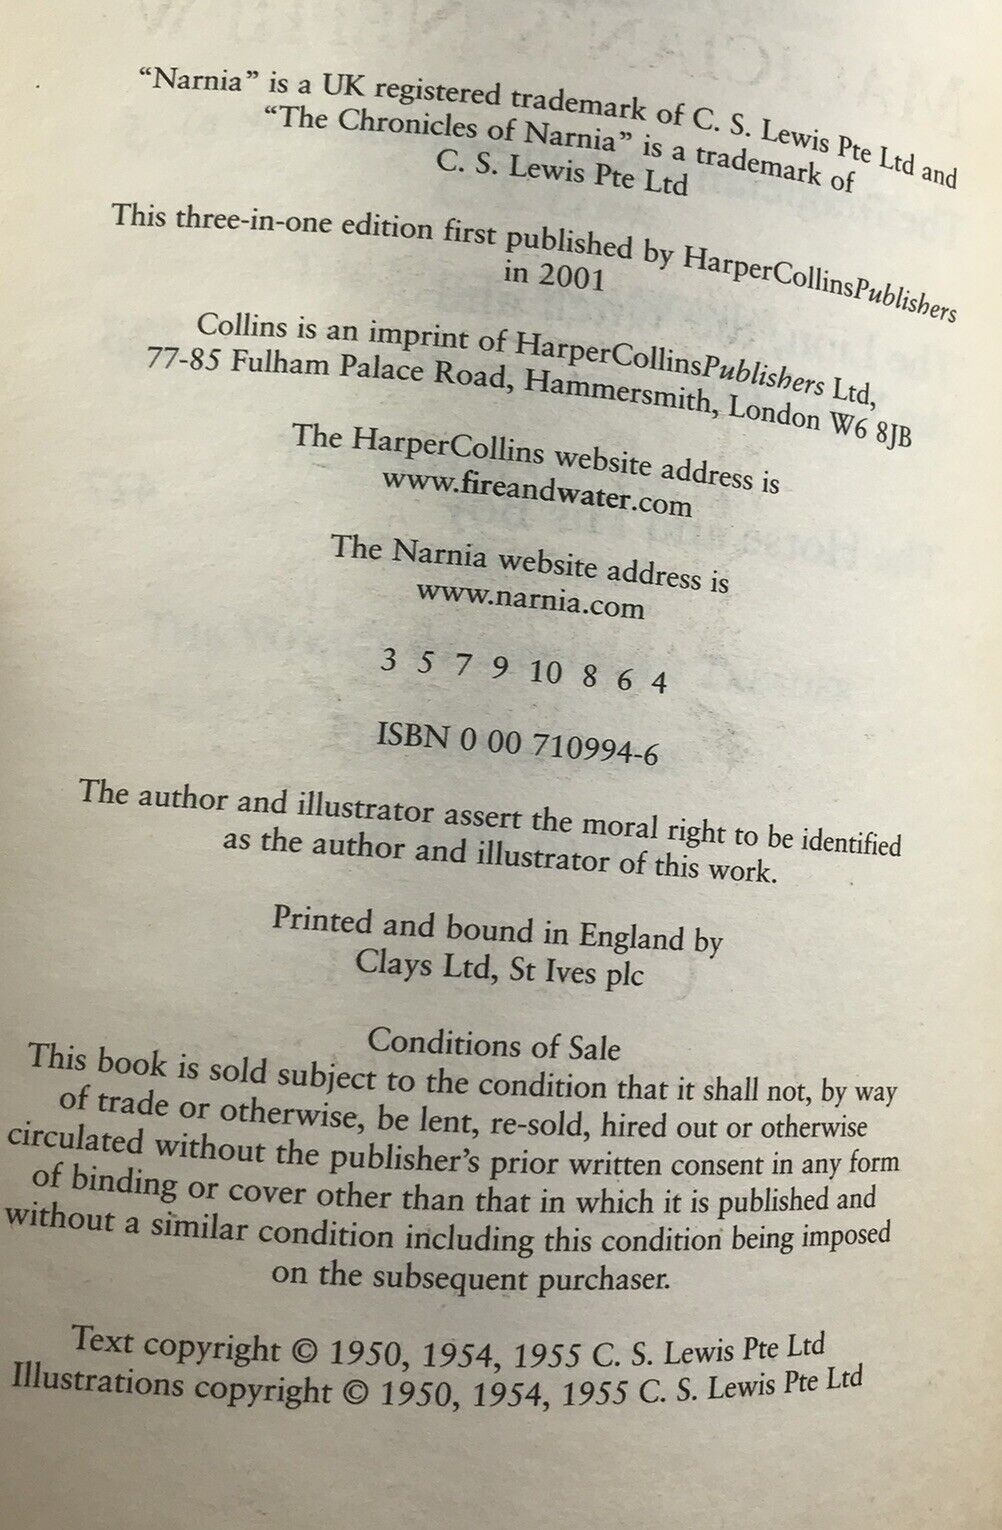 “Narnia” is a UK registered trademark of C. S. Lewis Pte Ltd and
“The Chronicles of Narnia” is a trademark of
C. S. Lewis Pte Ltd
This three-in-one edition first published by HarperCollinsPublishers
in 2001
Collins is an imprint of HarperCollinsPublishers Ltd,
77-85 Fulham Palace Road, Hammersmith, London W6 8JB
The HarperCollins website address is
www.fireandwater.com
The Narnia website address is
www.narnia.com
3 5 7 9 10 8 6 4
ISBN 0 00 710994-6
The author and illustrator assert the moral right to be identified
as the author and illustrator of this work.
Printed and bound in England by
Clays Ltd, St Ives plc
Conditions of Sale
This book is sold subject to the condition that it shall not, by way
of trade or otherwise, be lent, re-sold, hired out or otherwise
circulated without the publisher’s prior written consent in any form
of binding or cover other than that in which it is published and
without a similar condition including this condition being imposed
on the subsequent purchaser.
Text copyright © 1950, 1954, 1955 C. S. Lewis Pte Ltd
Illustrations copyright © 1950, 1954, 1955 C. S. Lewis Pte Ltd